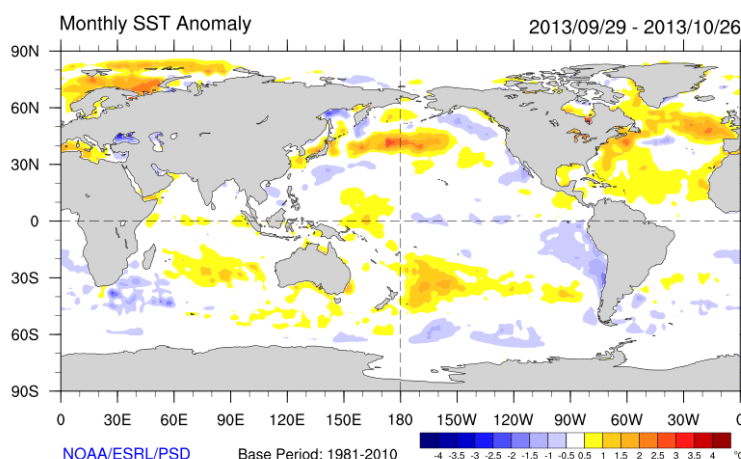 Monthly SST Anomaly 2013/09/29 - 2013/10/26
90N
60N
30N
0
30S
60S
90S
0 30E 60E 90E 120E 150E 180 150W 120W 90W 60W 30W 0
NOAA/ESRL/PSD Base Period: 1981-2010
-4 -3.5 -3 -2.5 -2 -1.5 -1 -0.5 0.5 1 1.5 2 2.5 3 3.5 4 °C